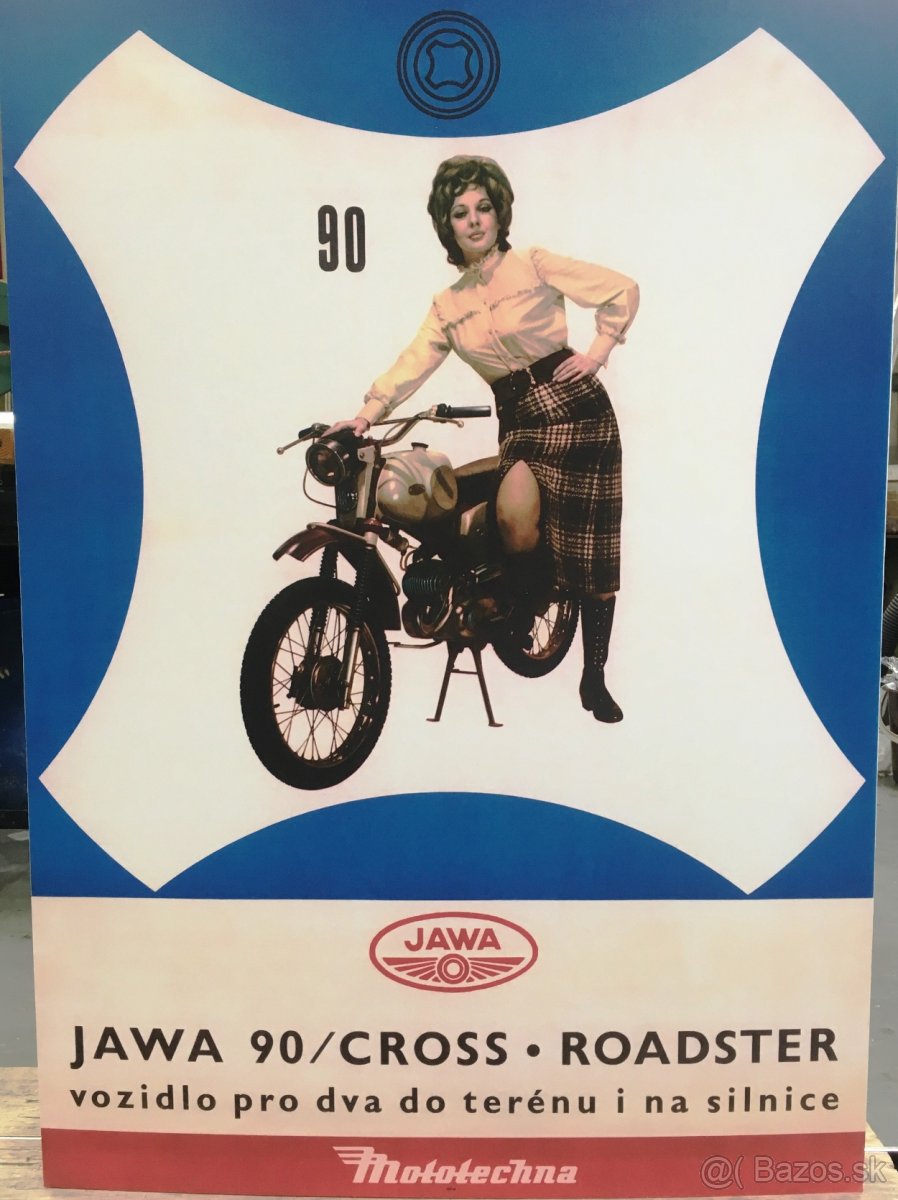 90
JAWA
JAWA 90/CROSS • ROADSTER
vozidlo pro dva do terénu i na silnice
Mototechna
@( Bazos.sk